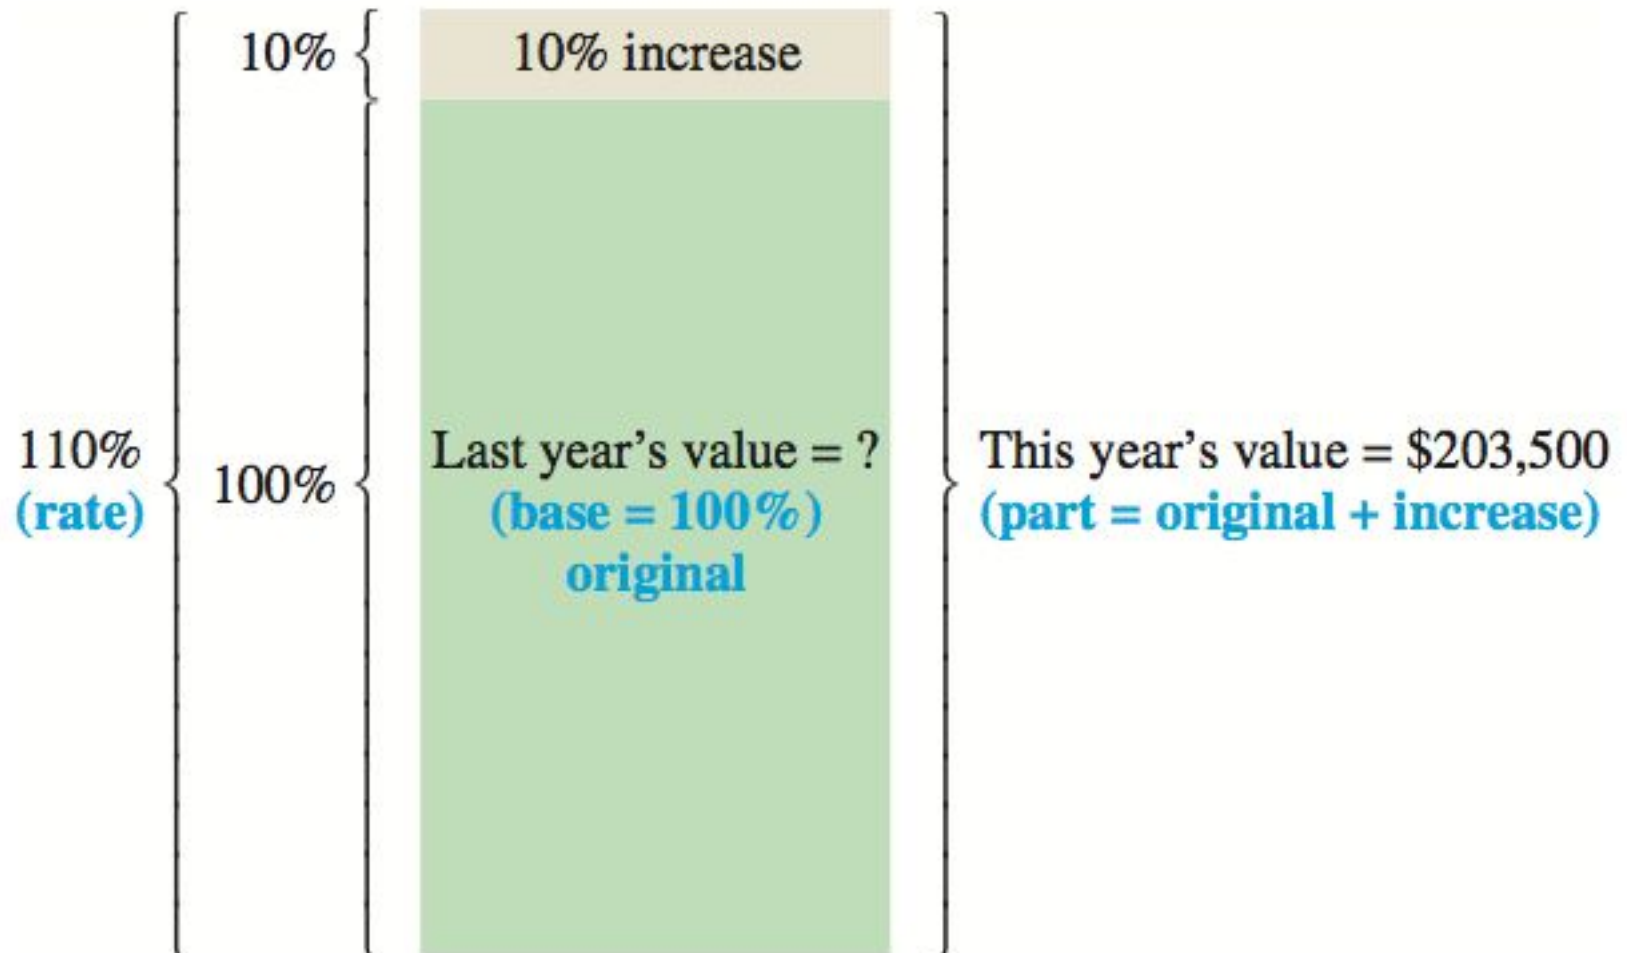 10%
10% increase
110%
(rate)
100%
Last year’s value = ?
(base = 100%)
original
This year’s value = $203,500
(part = original + increase)